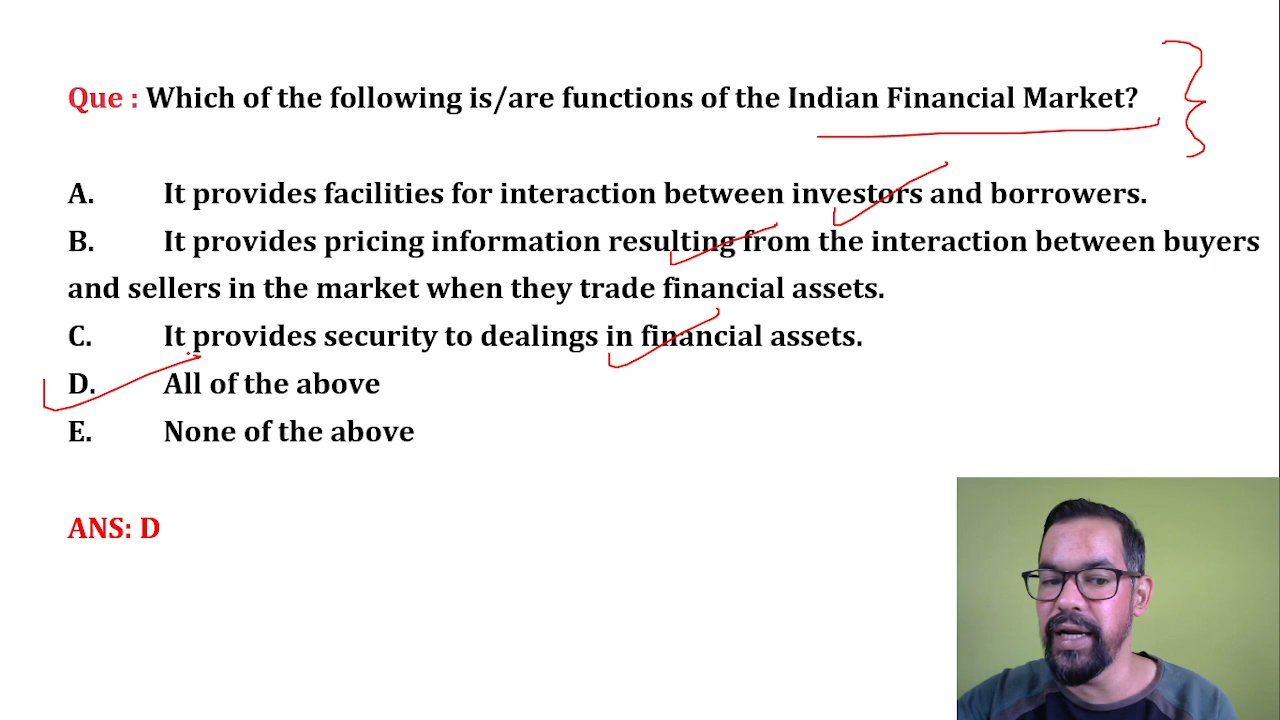 Que : Which of the following is/are functions of the Indian Financial Market?
A. It provides facilities for interaction between investors and borrowers.
B. It provides pricing information resulting from the interaction between buyers
and sellers in the market when they trade financial assets.
C. It provides security to dealings in financial assets.
D. All of the above
E. None of the above
ANS: D